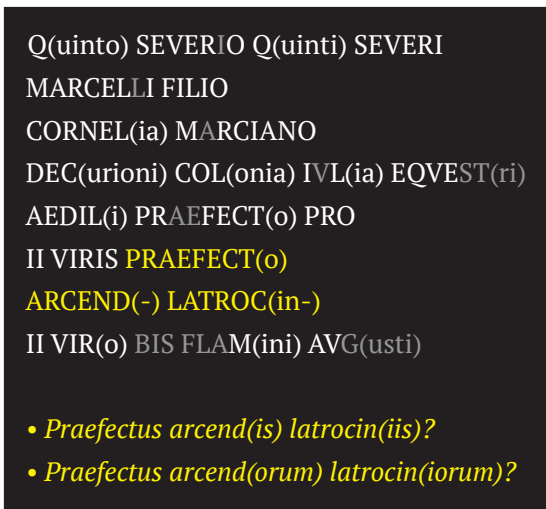 Q(uinto) SEVERIO Q(uinti) SEVERI
MARCELLI FILIO
CORNEL(ia) MARCIANO
DEC(urioni) COL(onia) IVL(ia) EQVEST(ri)
AEDIL(i) PRAEFECT(o) PRO
II VIRIS PRAEFECT(o)
ARCEND(-) LATROC(in-)
II VIR(o) BIS FLAM(ini) AVG(usti)
• Praefectus arcend(is) latrocin(iis)?
• Praefectus arcend(orum) latrocin(iorum)?